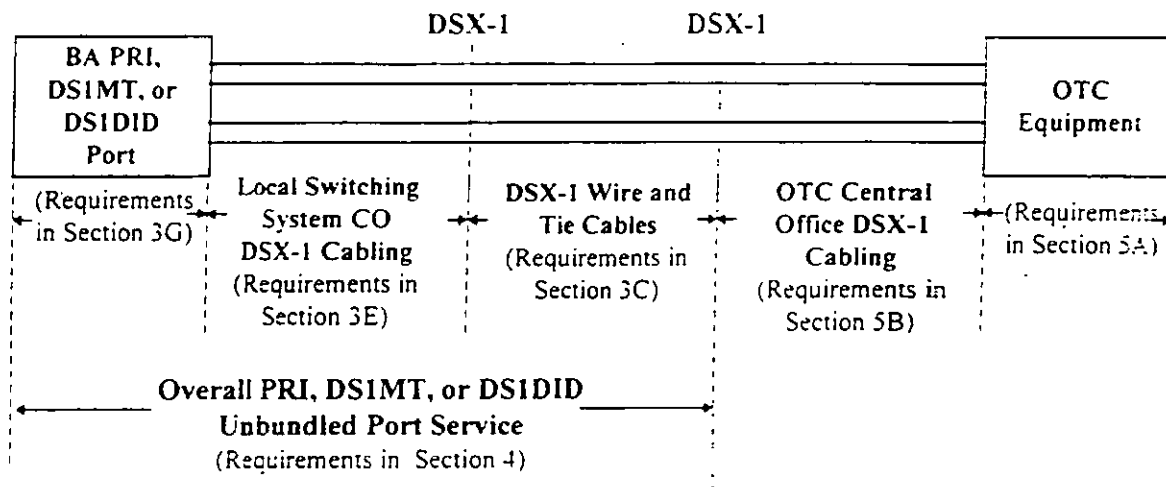 DSX-1
DSX-1
BA PRI,
DS1MT, or
DS1DID
Port
OTC
Equipment
(Requirements
in Section 3G)
Local Switching
System CO
DSX-1 Cabling
(Requirements in
Section 3E)
DSX-1 Wire and
Tie Cables
(Requirements in
Section 3C)
OTC Central
Office DSX-1
Cabling
(Requirements in
Section 5B)
(Requirements
in Section 5A)
Overall PRI, DS1MT, or DS1DID
Unbundled Port Service
(Requirements in Section 4)